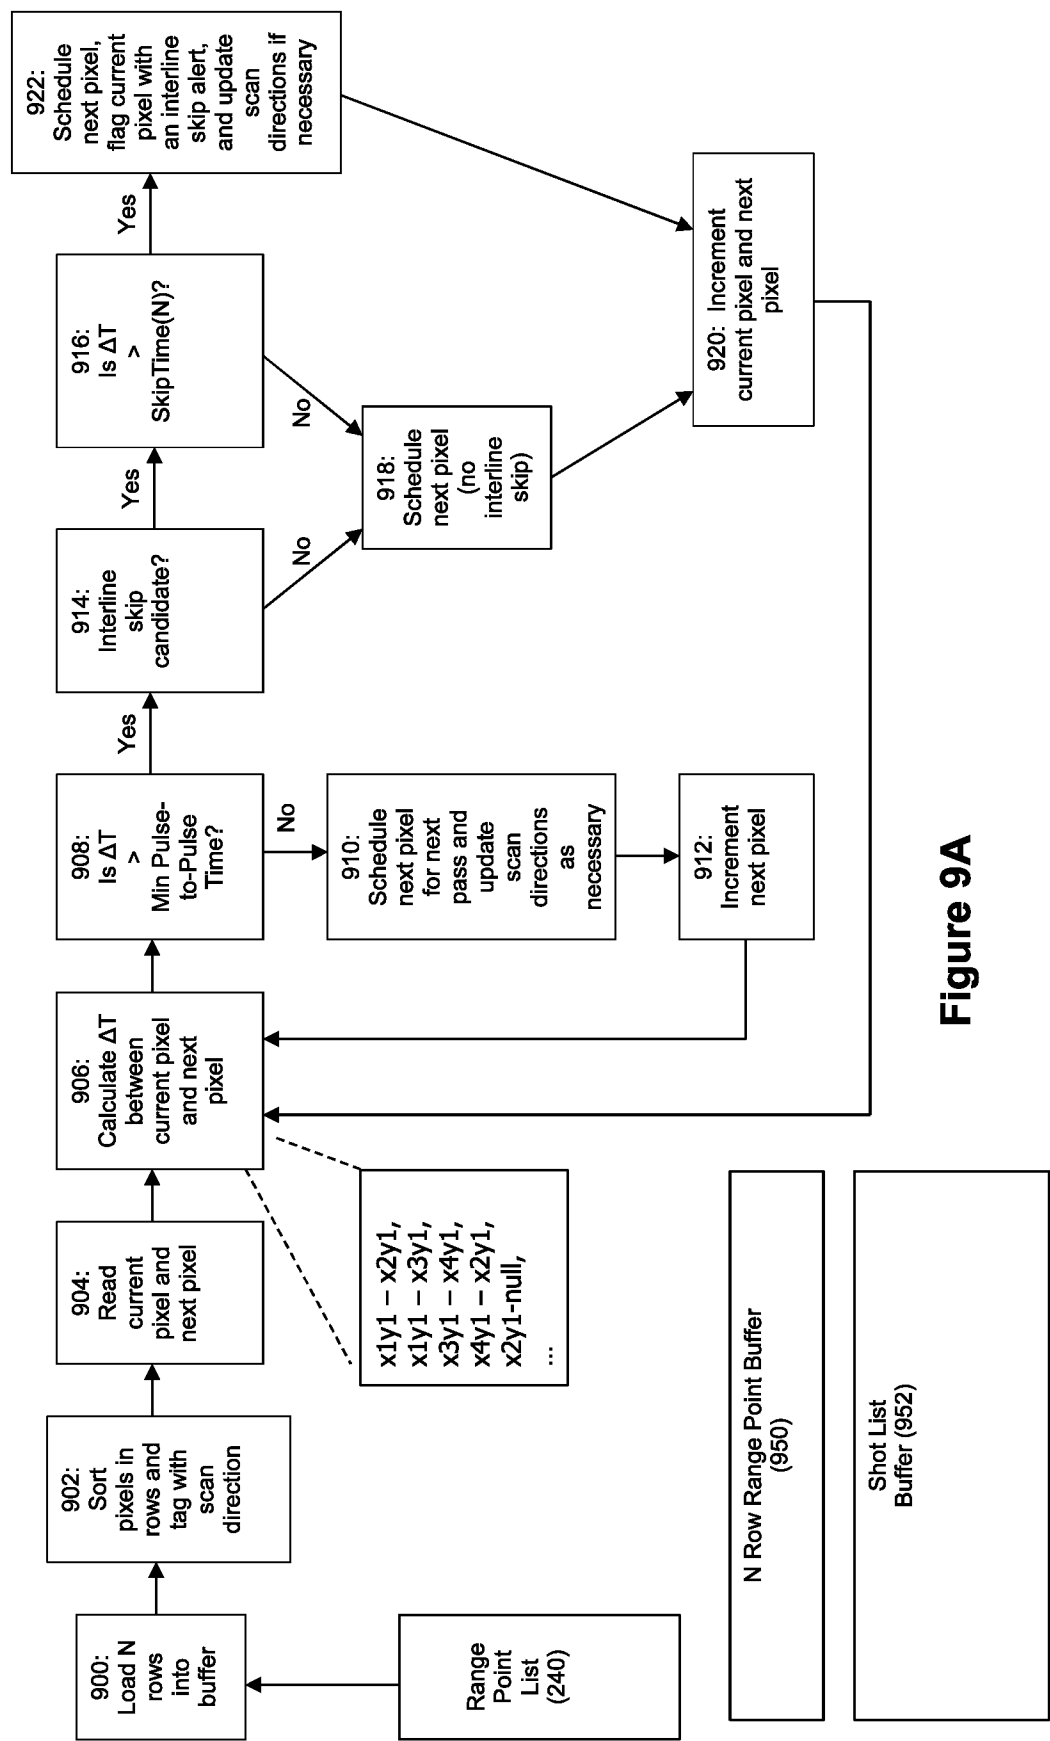 900:
Load N
rows
into
buffer
Range
Point
List
(240)
902:
Sort
pixels in
rows and
tag with
scan
direction
904:
Read
current
pixel and
next pixel
906:
Calculate ΔT
between
current pixel
and next
pixel
x1y1 – x2y1,
x1y1 – x3y1,
x3y1 – x4y1,
x4y1 – x2y1,
x2y1-null,
...
908:
Is ΔT
>
Min Pulse-
to-Pulse
Time?
Yes
No
910:
Schedule
next pixel
for next
pass and
update
scan
directions
as
necessary
912:
Increment
next pixel
914:
Interline
skip
candidate?
Yes
No
916:
Is ΔT
>
SkipTime(N)?
Yes
No
918:
Schedule
next pixel
(no
interline
skip)
922:
Schedule
next pixel,
flag current
pixel with
an interline
skip alert,
and update
scan
directions if
necessary
920: Increment
current pixel and next
pixel
N Row Range Point Buffer
(950)
Shot List
Buffer (952)
Figure 9A